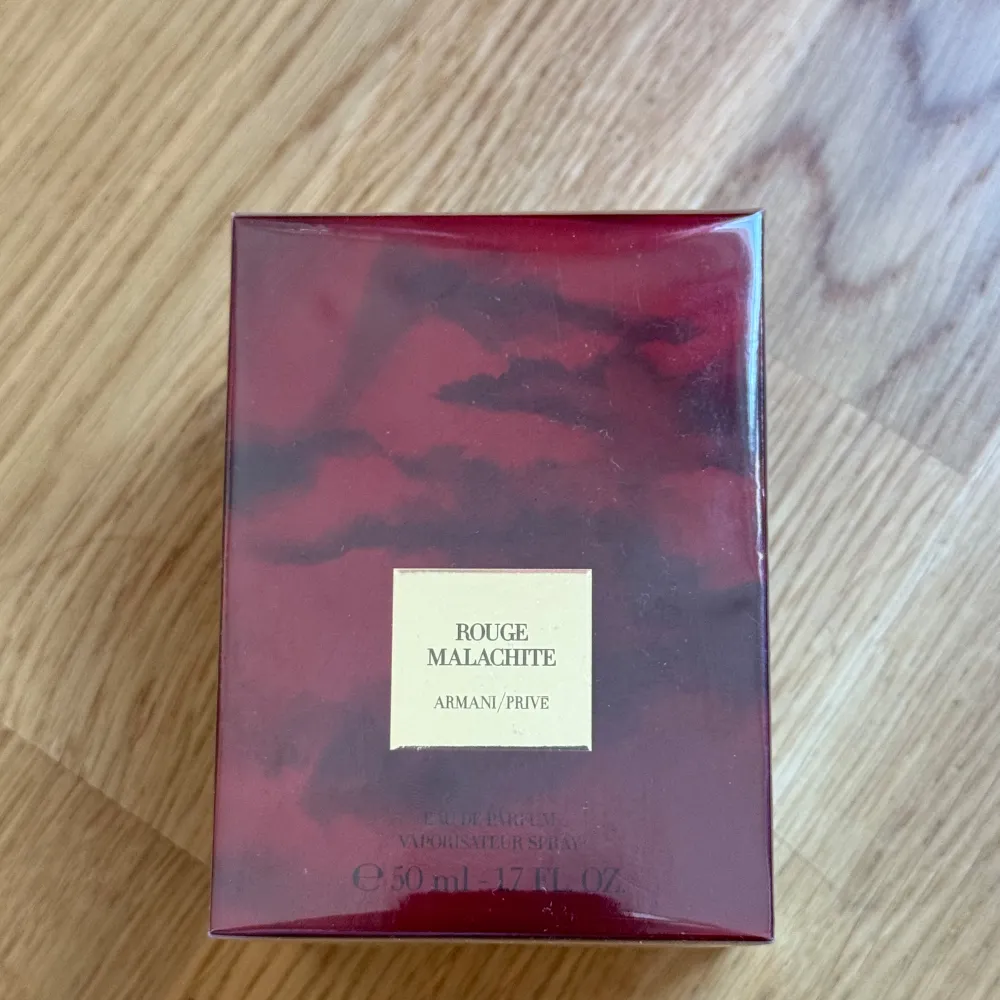 ROUGE
MALACHITE
ARMANI/PRIVE
EAU DE PARFUM
VAPORISATEUR SPRAY
℮ 50 ml - 1.7 FL. OZ.